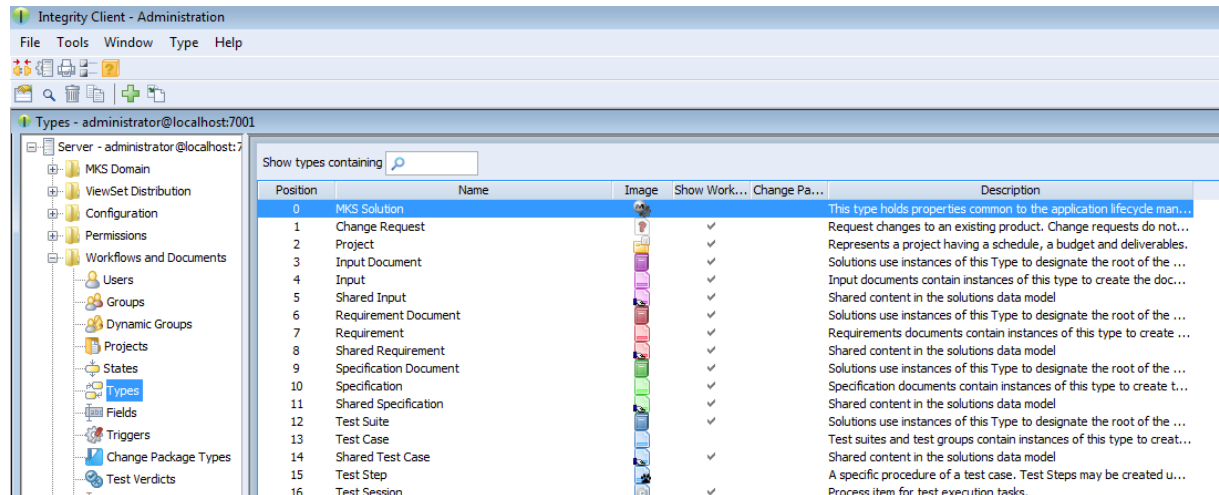 Integrity Client - Administration
File Tools Window Type Help
Types - administrator@localhost:7001
Server - administrator@localhost:7
MKS Domain
ViewSet Distribution
Configuration
Permissions
Workflows and Documents
Users
Groups
Dynamic Groups
Projects
States
Types
Fields
Triggers
Change Package Types
Test Verdicts
Show types containing
Position Name Image Show Work... Change Pa... Description
0 MKS Solution This type holds properties common to the application lifecycle man...
1 Change Request Request changes to an existing product. Change requests do not...
2 Project Represents a project having a schedule, a budget and deliverables.
3 Input Document Solutions use instances of this Type to designate the root of the ...
4 Input Input documents contain instances of this type to create the doc...
5 Shared Input Shared content in the solutions data model
6 Requirement Document Solutions use instances of this Type to designate the root of the ...
7 Requirement Requirements documents contain instances of this type to create ...
8 Shared Requirement Shared content in the solutions data model
9 Specification Document Solutions use instances of this Type to designate the root of the ...
10 Specification Specification documents contain instances of this type to create t...
11 Shared Specification Shared content in the solutions data model
12 Test Suite Solutions use instances of this Type to designate the root of the ...
13 Test Case Test suites and test groups contain instances of this type to creat...
14 Shared Test Case Shared content in the solutions data model
15 Test Step A specific procedure of a test case. Test Steps may be created u...
16 Test Session Process item for test execution tasks.